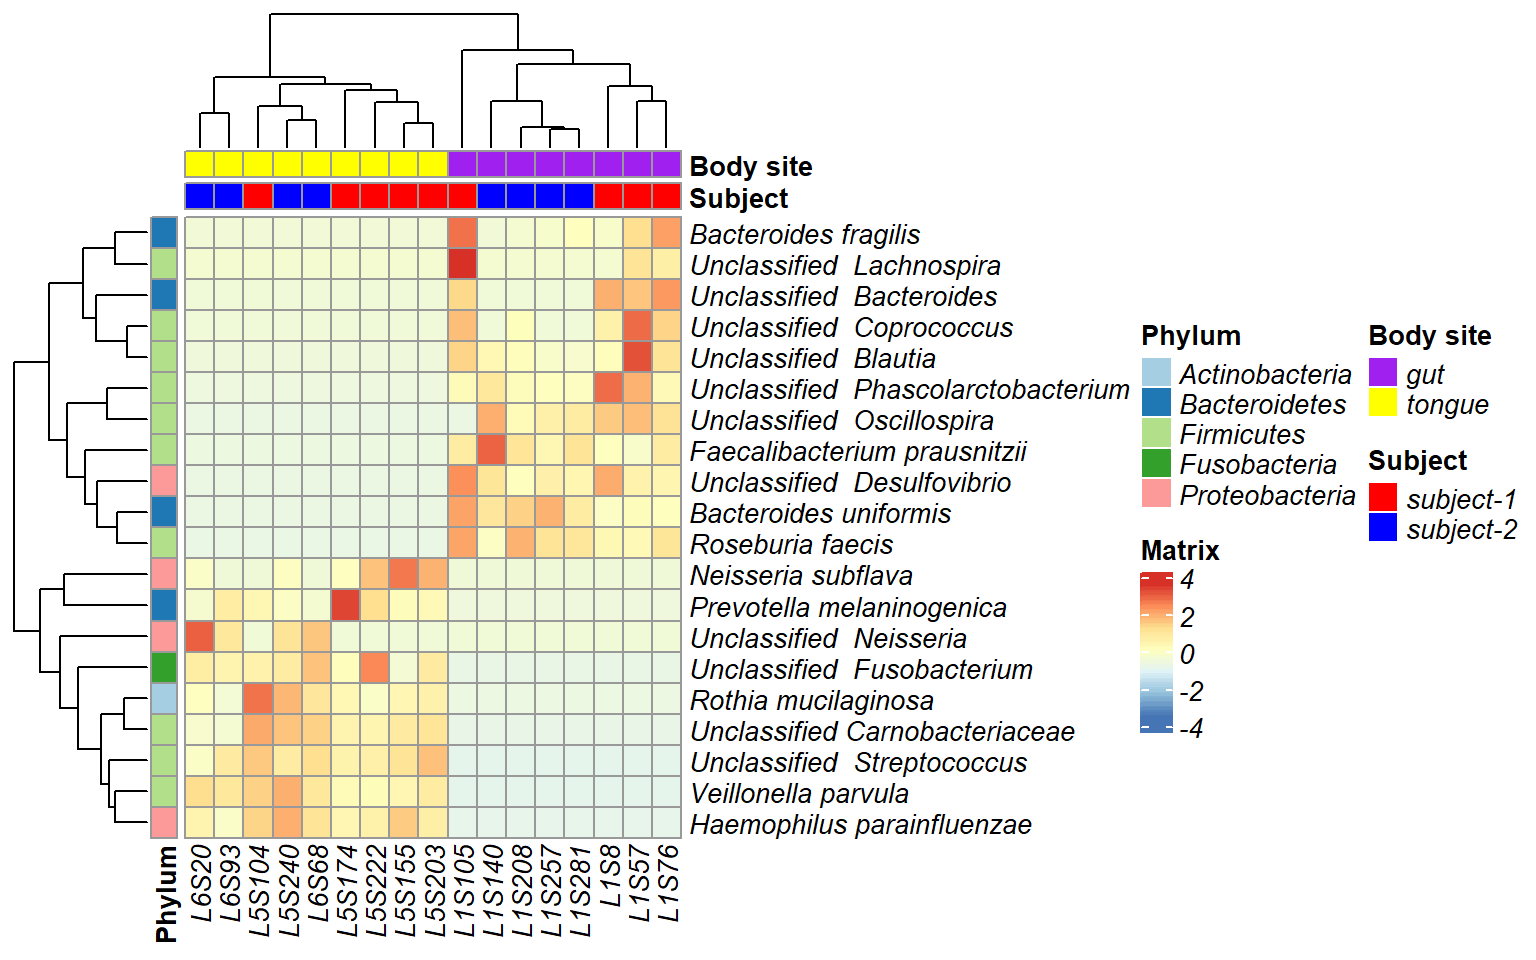 Body site
Subject
Bacteroides fragilis
Unclassified  Lachnospira
Unclassified  Bacteroides
Unclassified  Coprococcus
Unclassified  Blautia
Unclassified  Phascolarctobacterium
Unclassified  Oscillospira
Faecalibacterium prausnitzii
Unclassified  Desulfovibrio
Bacteroides uniformis
Roseburia faecis
Neisseria subflava
Prevotella melaninogenica
Unclassified  Neisseria
Unclassified  Fusobacterium
Rothia mucilaginosa
Unclassified Carnobacteriaceae
Unclassified  Streptococcus
Veillonella parvula
Haemophilus parainfluenzae
Phylum
L6S20
L6S93
L5S104
L5S240
L6S68
L5S174
L5S222
L5S155
L5S203
L1S105
L1S140
L1S208
L1S257
L1S281
L1S8
L1S57
L1S76
Phylum
Actinobacteria
Bacteroidetes
Firmicutes
Fusobacteria
Proteobacteria
Matrix
4
2
0
-2
-4
Body site
gut
tongue
Subject
subject-1
subject-2